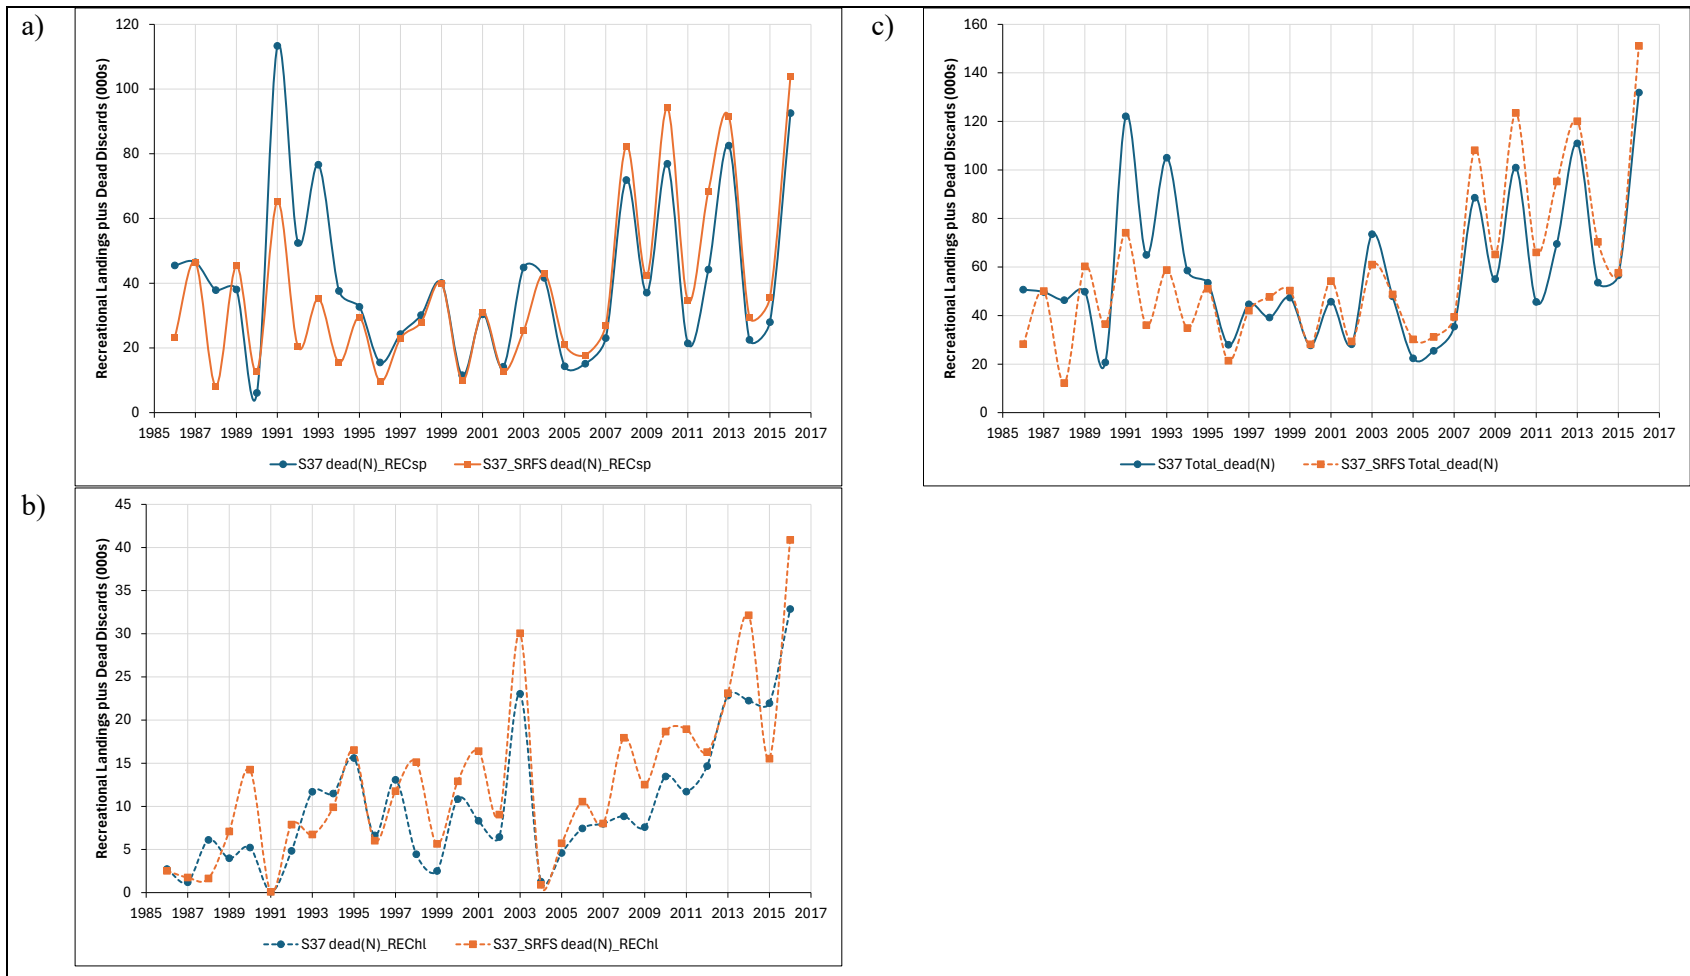 a)
Recreational Landings plus Dead Discards (000s)
120
100
80
60
40
20
0
1985 1987 1989 1991 1993 1995 1997 1999 2001 2003 2005 2007 2009 2011 2013 2015 2017
S37 dead(N)_RECsp S37_SRFS dead(N)_RECsp
c)
Recreational Landings plus Dead Discards (000s)
160
140
120
100
80
60
40
20
0
1985 1987 1989 1991 1993 1995 1997 1999 2001 2003 2005 2007 2009 2011 2013 2015 2017
S37 Total_dead(N) S37_SRFS Total_dead(N)
b)
Recreational Landings plus Dead Discards (000s)
45
40
35
30
25
20
15
10
5
0
1985 1987 1989 1991 1993 1995 1997 1999 2001 2003 2005 2007 2009 2011 2013 2015 2017
S37 dead(N)_REChl S37_SRFS dead(N)_REChl